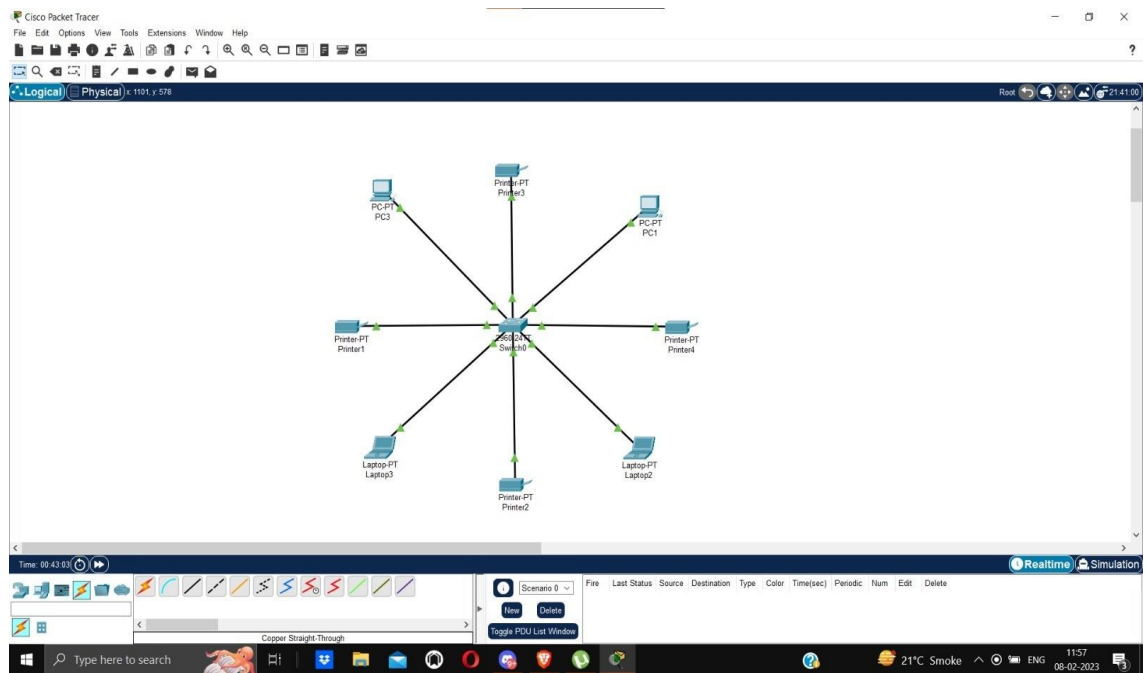 Cisco Packet Tracer
File Edit Options View Tools Extensions Window Help
?
Logical Physical x: 1101, y: 578
Root 21:41:00
Printer-PT
Printer3
PC-PT
PC3
PC-PT
PC1
Printer-PT
Printer1
2960-24TT
Switch0
Printer-PT
Printer4
Laptop-PT
Laptop3
Laptop-PT
Laptop2
Printer-PT
Printer2
Time: 00:43:03
Realtime Simulation
Scenario 0
Fire Last Status Source Destination Type Color Time(sec) Periodic Num Edit Delete
New Delete
Toggle PDU List Window
Copper Straight-Through
Type here to search
21°C Smoke ENG
11:57
08-02-2023
3